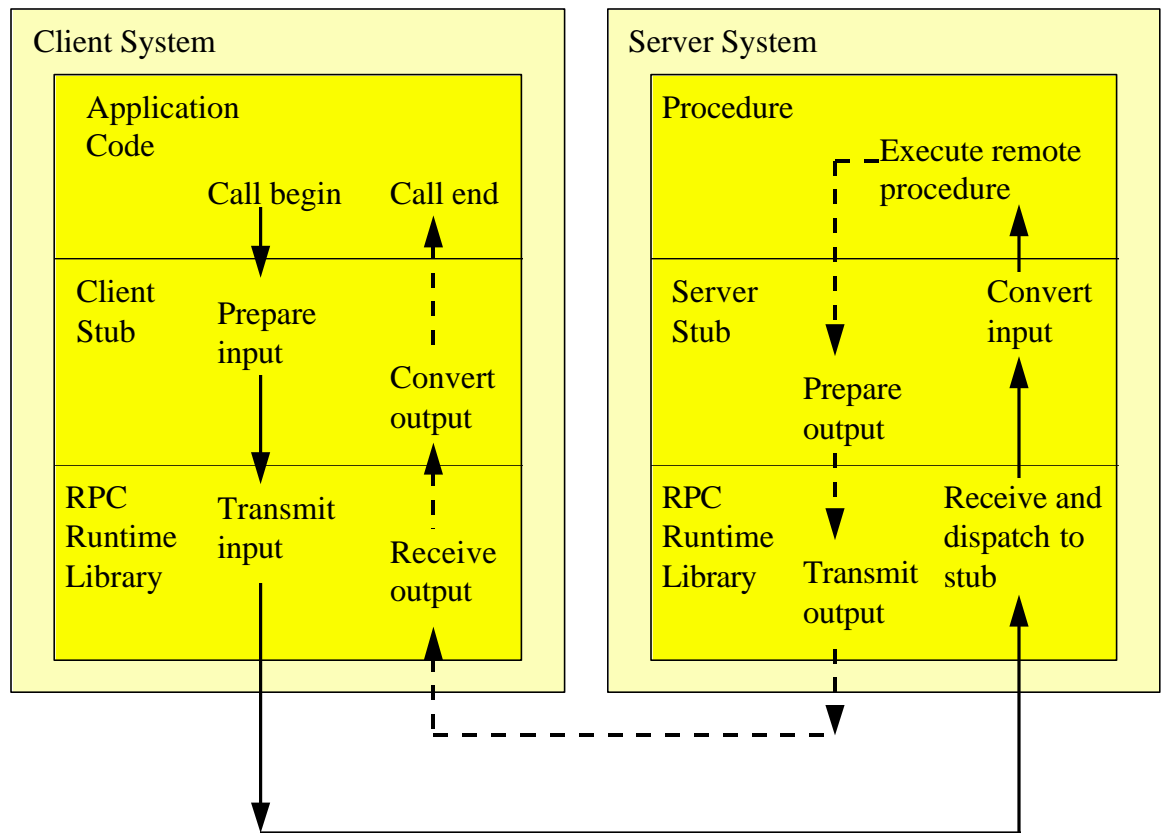 Client System
Application
Code
Call begin
Call end
Client
Stub
Prepare
input
Convert
output
RPC
Runtime
Library
Transmit
input
Receive
output
Server System
Procedure
Execute remote
procedure
Server
Stub
Convert
input
Prepare
output
RPC
Runtime
Library
Receive and
dispatch to
stub
Transmit
output